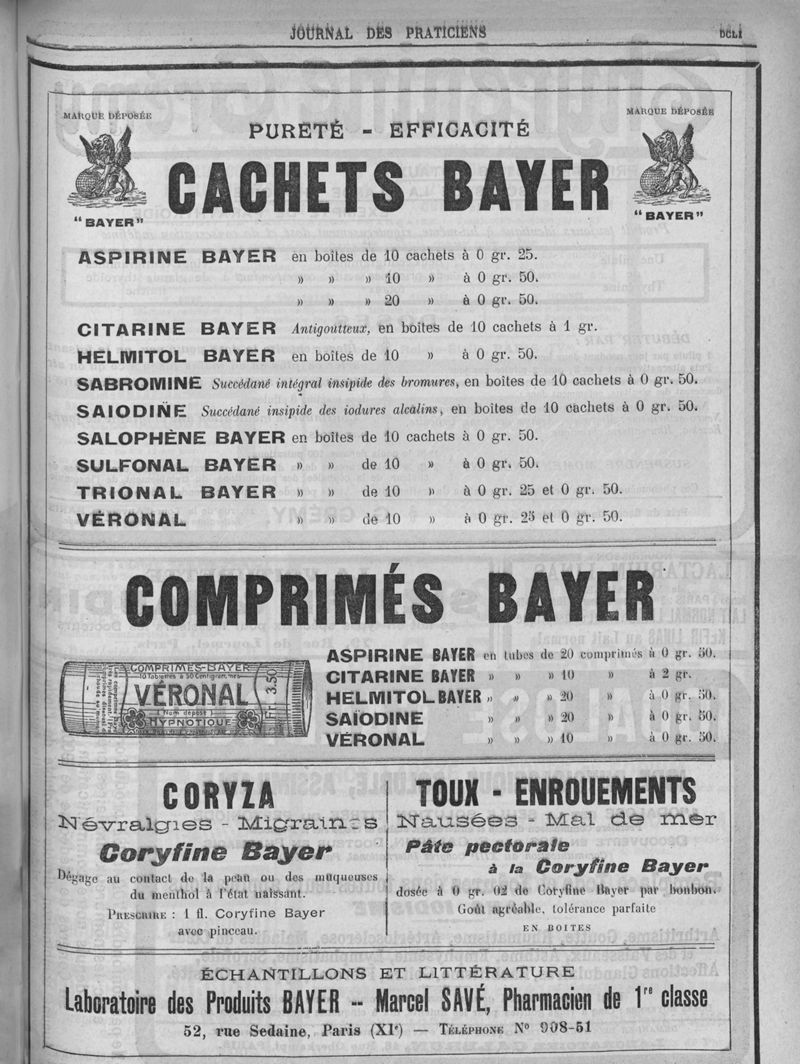 JOURNAL DES PRATICIENS
DCLI
MARQUE DÉPOSÉE
MARQUE DÉPOSÉE
PURETÉ - EFFICACITÉ
CACHETS BAYER
"BAYER"
"BAYER"
ASPIRINE BAYER en boîtes de 10 cachets à 0 gr. 25.
» » » 10 » à 0 gr. 50.
» » » 20 » à 0 gr. 50.
CITARINE BAYER Antigoutteux, en boîtes de 10 cachets à 1 gr.
HELMITOL BAYER en boîtes de 10 » à 0 gr. 50.
SABROMINE Succédané intégral insipide des bromures, en boîtes de 10 cachets à 0 gr. 50.
SAIODINE Succédané insipide des iodures alcalins, en boîtes de 10 cachets à 0 gr. 50.
SALOPHÈNE BAYER en boîtes de 10 cachets à 0 gr. 50.
SULFONAL BAYER » » de 10 » à 0 gr. 50.
TRIONAL BAYER » » de 10 » à 0 gr. 25 et 0 gr. 50.
VÉRONAL » » de 10 » à 0 gr. 25 et 0 gr. 50.
COMPRIMÉS BAYER
COMPRIMÉS-BAYER
10 Tablettes à 50 Centigrammes
VÉRONAL
(Nom déposé)
HYPNOTIQUE
Fr. 3.50
ASPIRINE BAYER en tubes de 20 comprimés à 0 gr. 50.
CITARINE BAYER » » » 10 » à 2 gr.
HELMITOL BAYER » » » 20 » à 0 gr. 50.
SAÏODINE » » » 20 » à 0 gr. 50.
VÉRONAL » » » 10 » à 0 gr. 50.
CORYZA
Névralgies - Migraines
Coryfine Bayer
Dégage au contact de la peau ou des muqueuses
du menthol à l'état naissant.
PRESCRIRE : 1 fl. Coryfine Bayer
avec pinceau.
TOUX - ENROUEMENTS
Nausées - Mal de mer
Pâte pectorale
à la Coryfine Bayer
dosée à 0 gr. 02 de Coryfine Bayer par bonbon.
Goût agréable, tolérance parfaite
EN BOITES
ÉCHANTILLONS ET LITTÉRATURE
Laboratoire des Produits BAYER -- Marcel SAVÉ, Pharmacien de 1re classe
52, rue Sedaine, Paris (XIe) — TÉLÉPHONE No 908-51